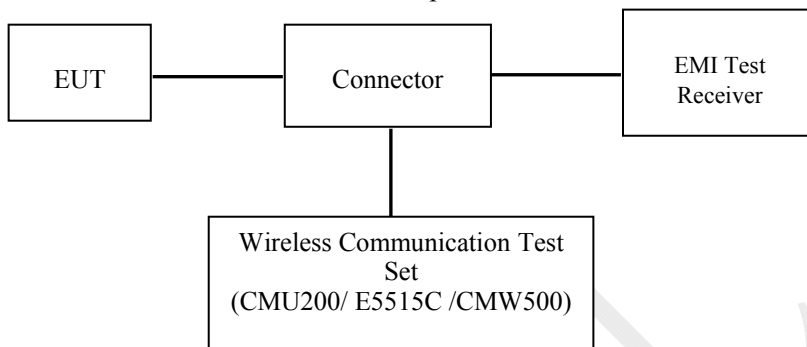 EUT
Connector
EMI Test
Receiver
Wireless Communication Test
Set
(CMU200/ E5515C /CMW500)